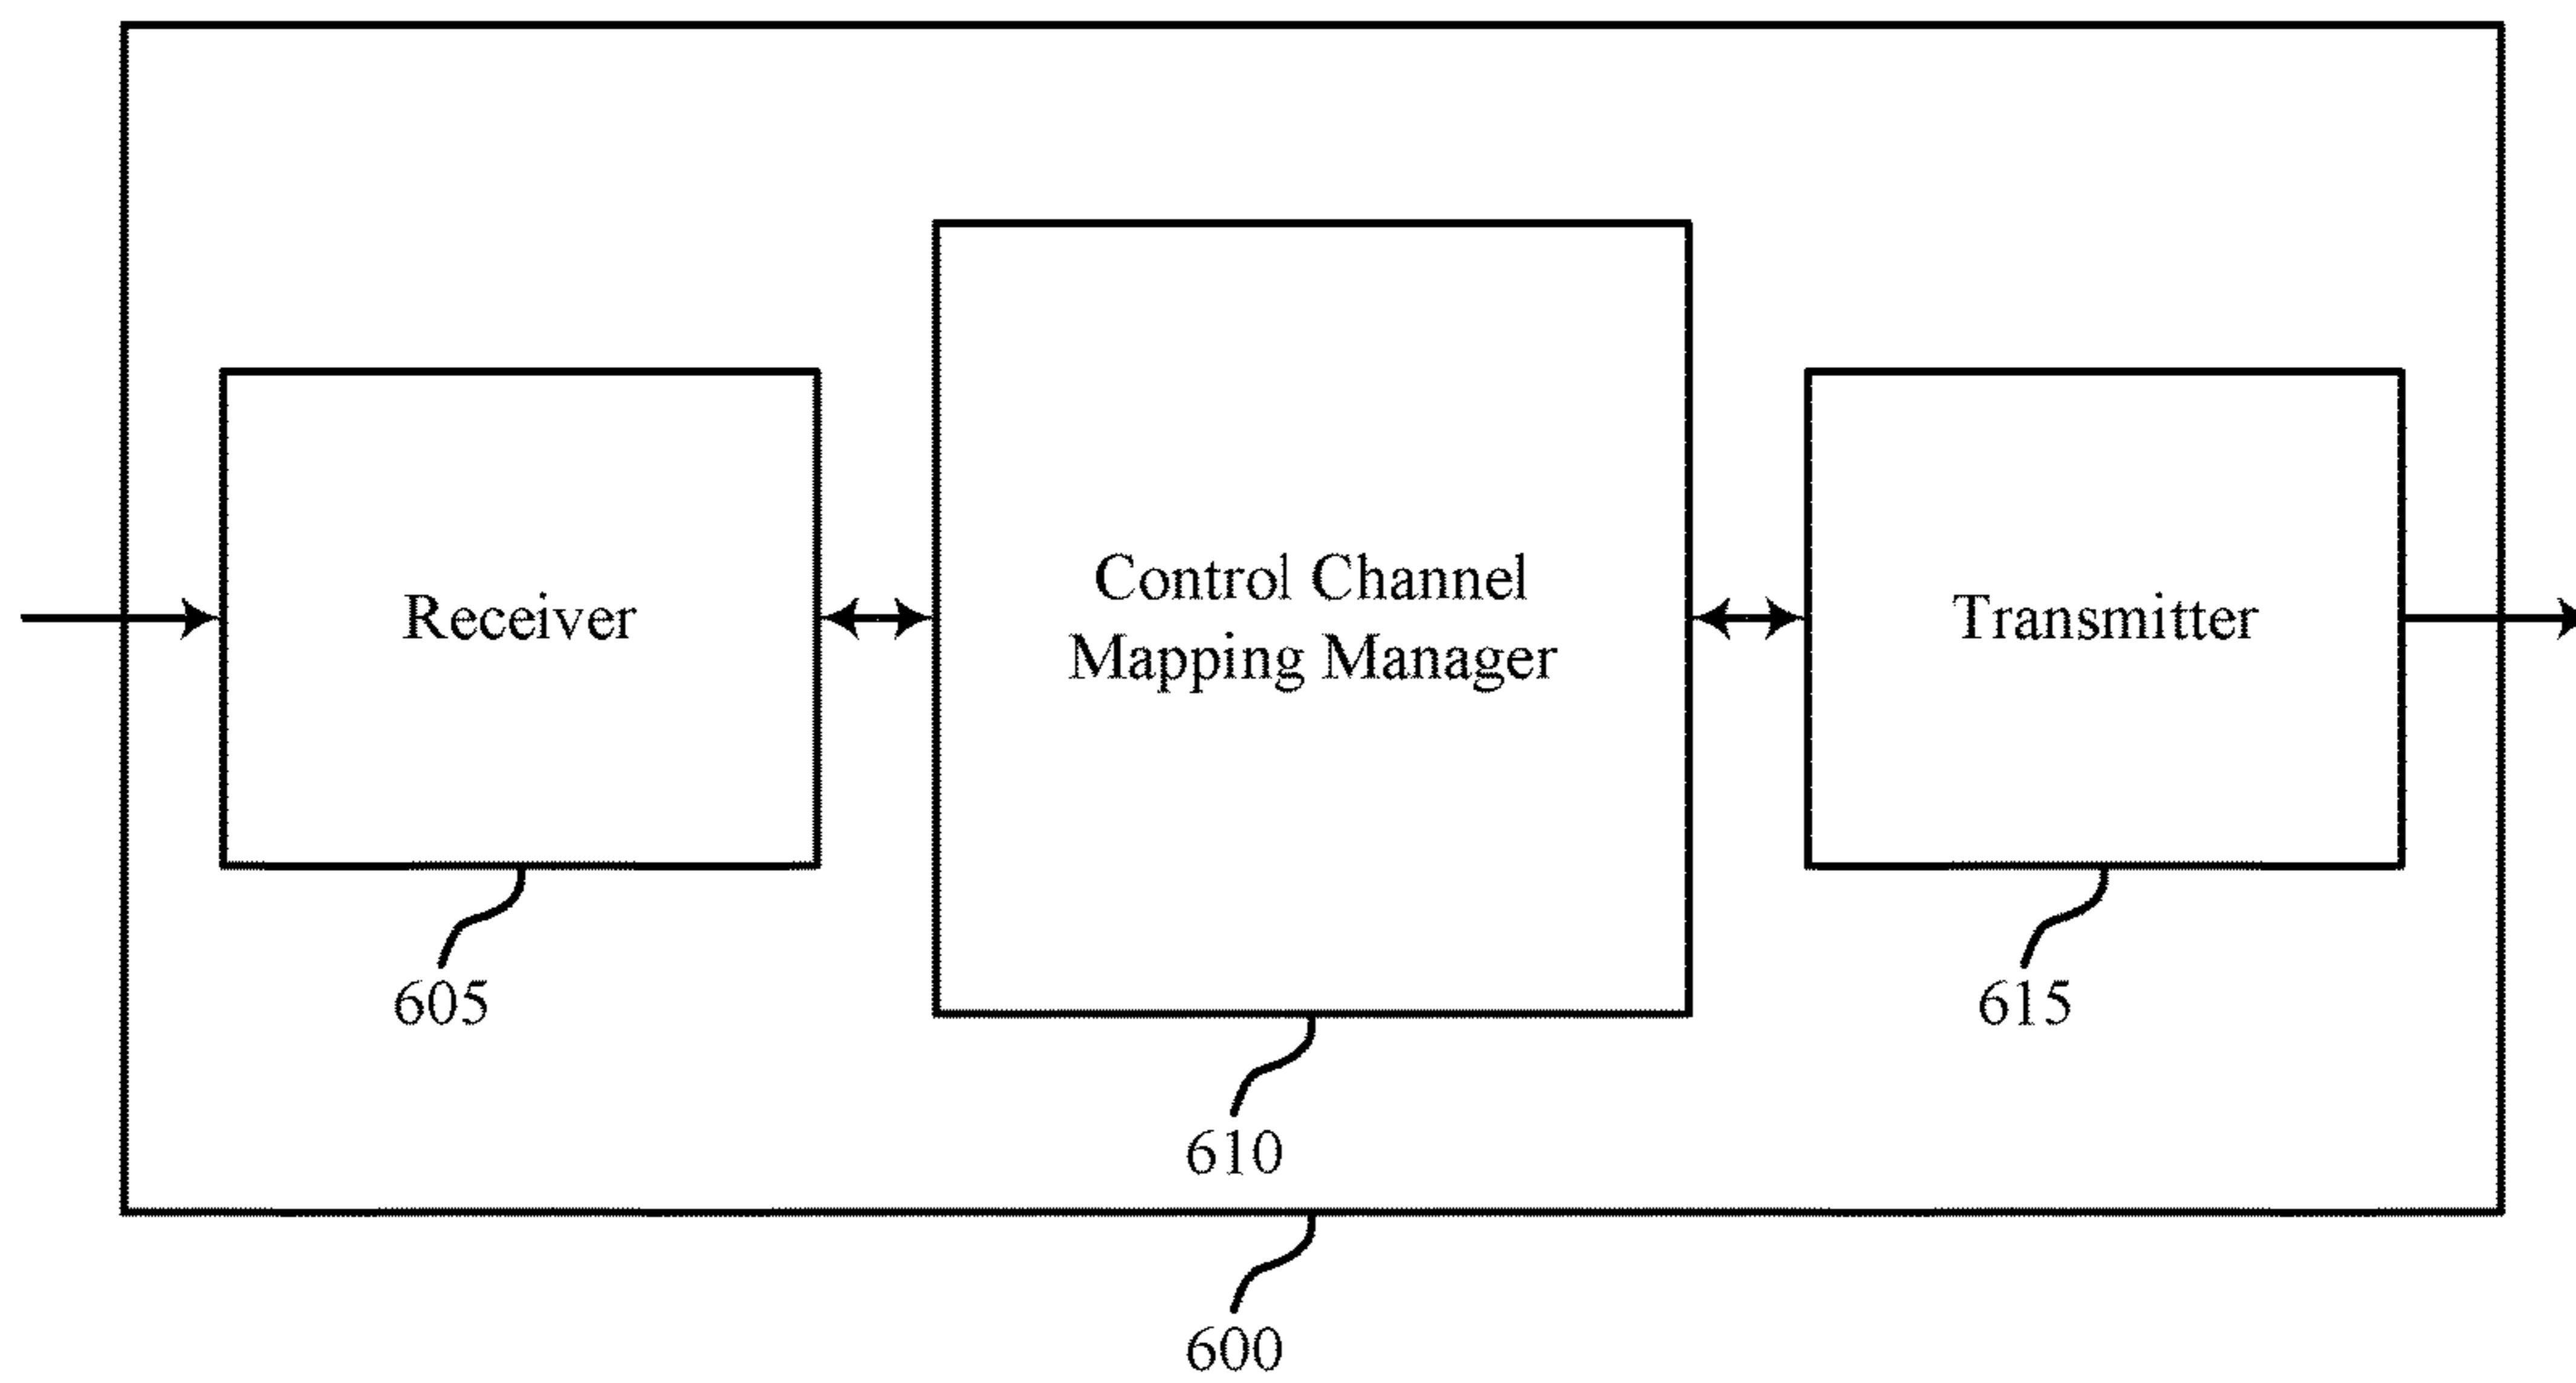 Receiver
Control Channel
Mapping Manager
Transmitter
605
615
610
600